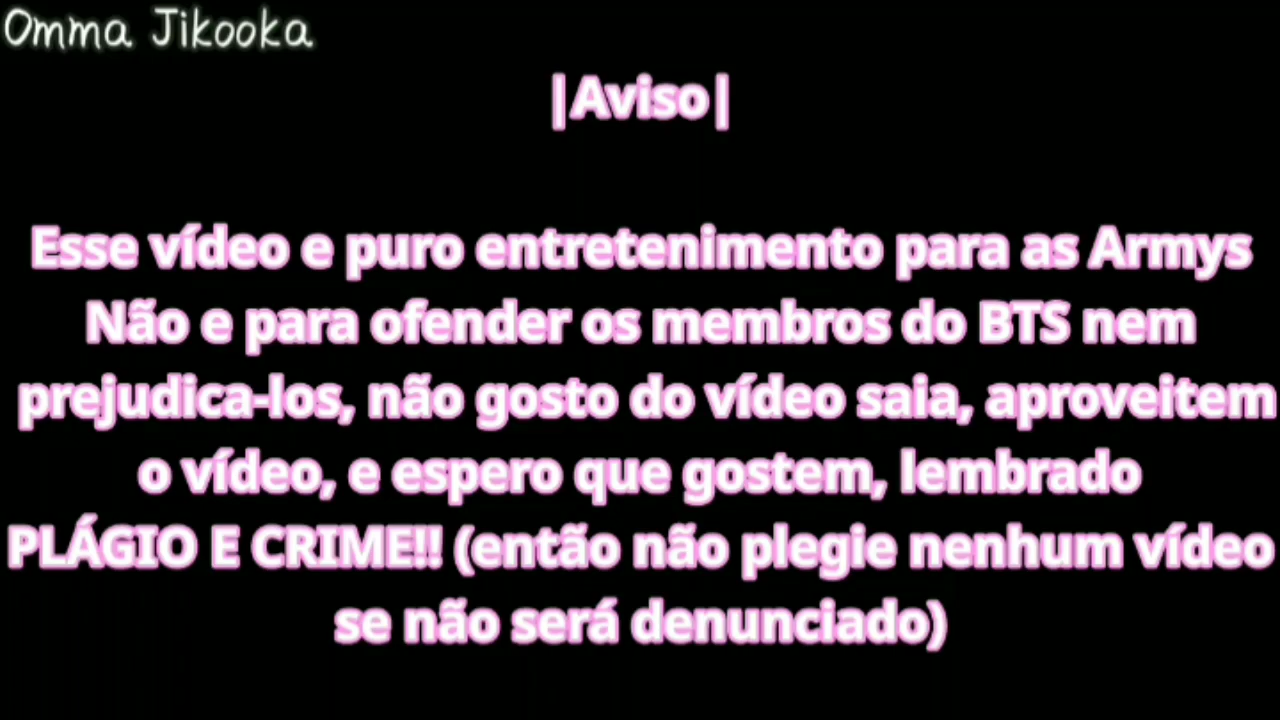 Omma Jikooka
|Aviso|
Esse vídeo e puro entretenimento para as Armys
Não e para ofender os membros do BTS nem
prejudica-los, não gosto do vídeo saia, aproveitem
o vídeo, e espero que gostem, lembrado
PLÁGIO E CRIME!! (então não plegie nenhum vídeo
se não será denunciado)